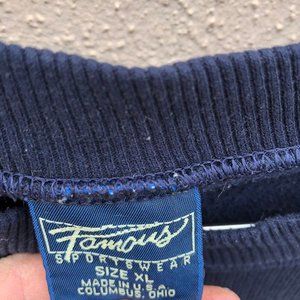 Famous
SPORTSWEAR
SIZE XL
MADE IN U.S.A.
COLUMBUS, OHIO